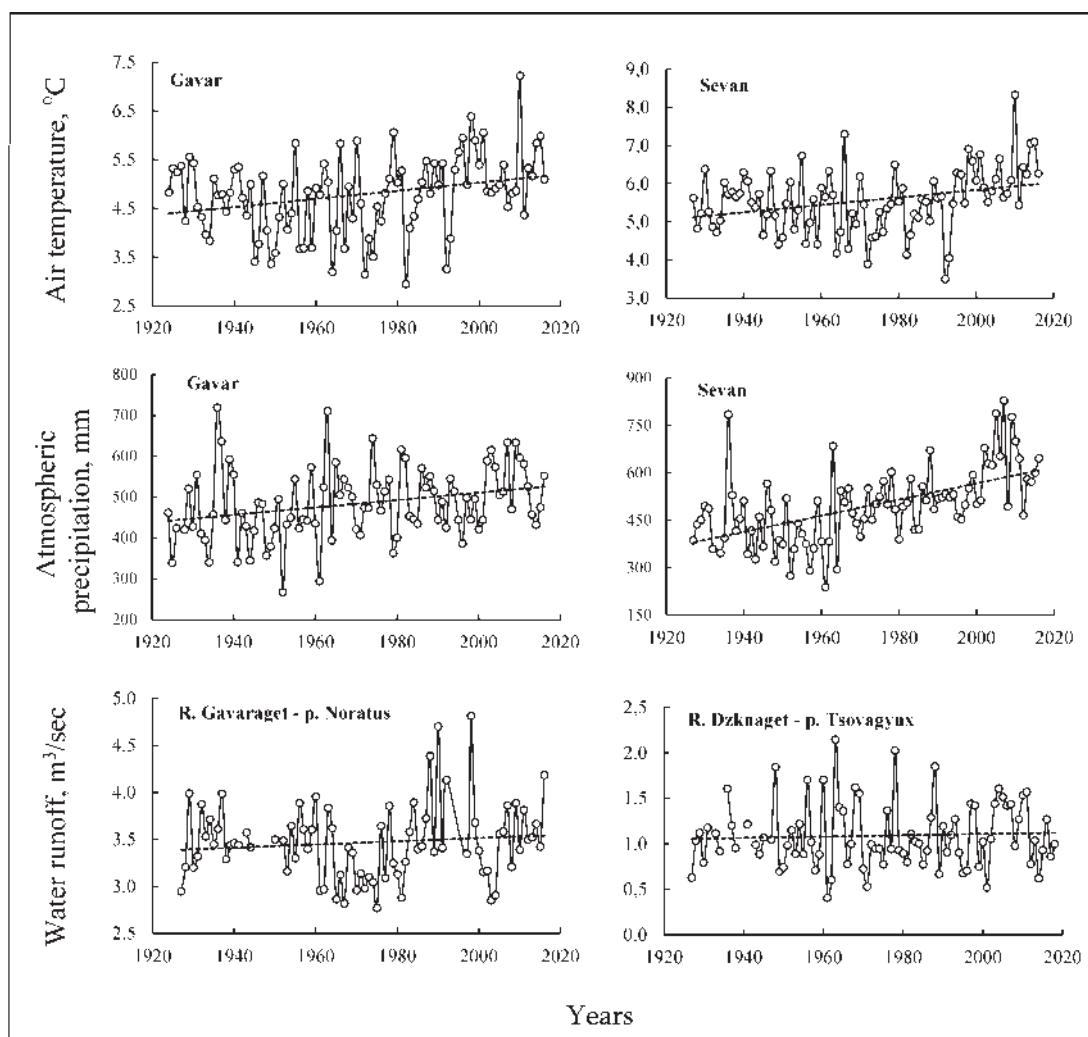 Air temperature, °C
7.5
6.5
5.5
4.5
3.5
2.5
Gavar
1920 1940 1960 1980 2000 2020
9,0
8,0
7,0
6,0
5,0
4,0
3,0
Sevan
1920 1940 1960 1980 2000 2020
Atmospheric
precipitation, mm
800
700
600
500
400
300
200
Gavar
1920 1940 1960 1980 2000 2020
900
750
600
450
300
150
Sevan
1920 1940 1960 1980 2000 2020
Water runoff, m³/sec
5.0
4.5
4.0
3.5
3.0
2.5
R. Gavaraget - p. Noratus
1920 1940 1960 1980 2000 2020
2,5
2,0
1,5
1,0
0,5
0.0
R. Dzknaget - p. Tsovagyux
1920 1940 1960 1980 2000 2020
Years